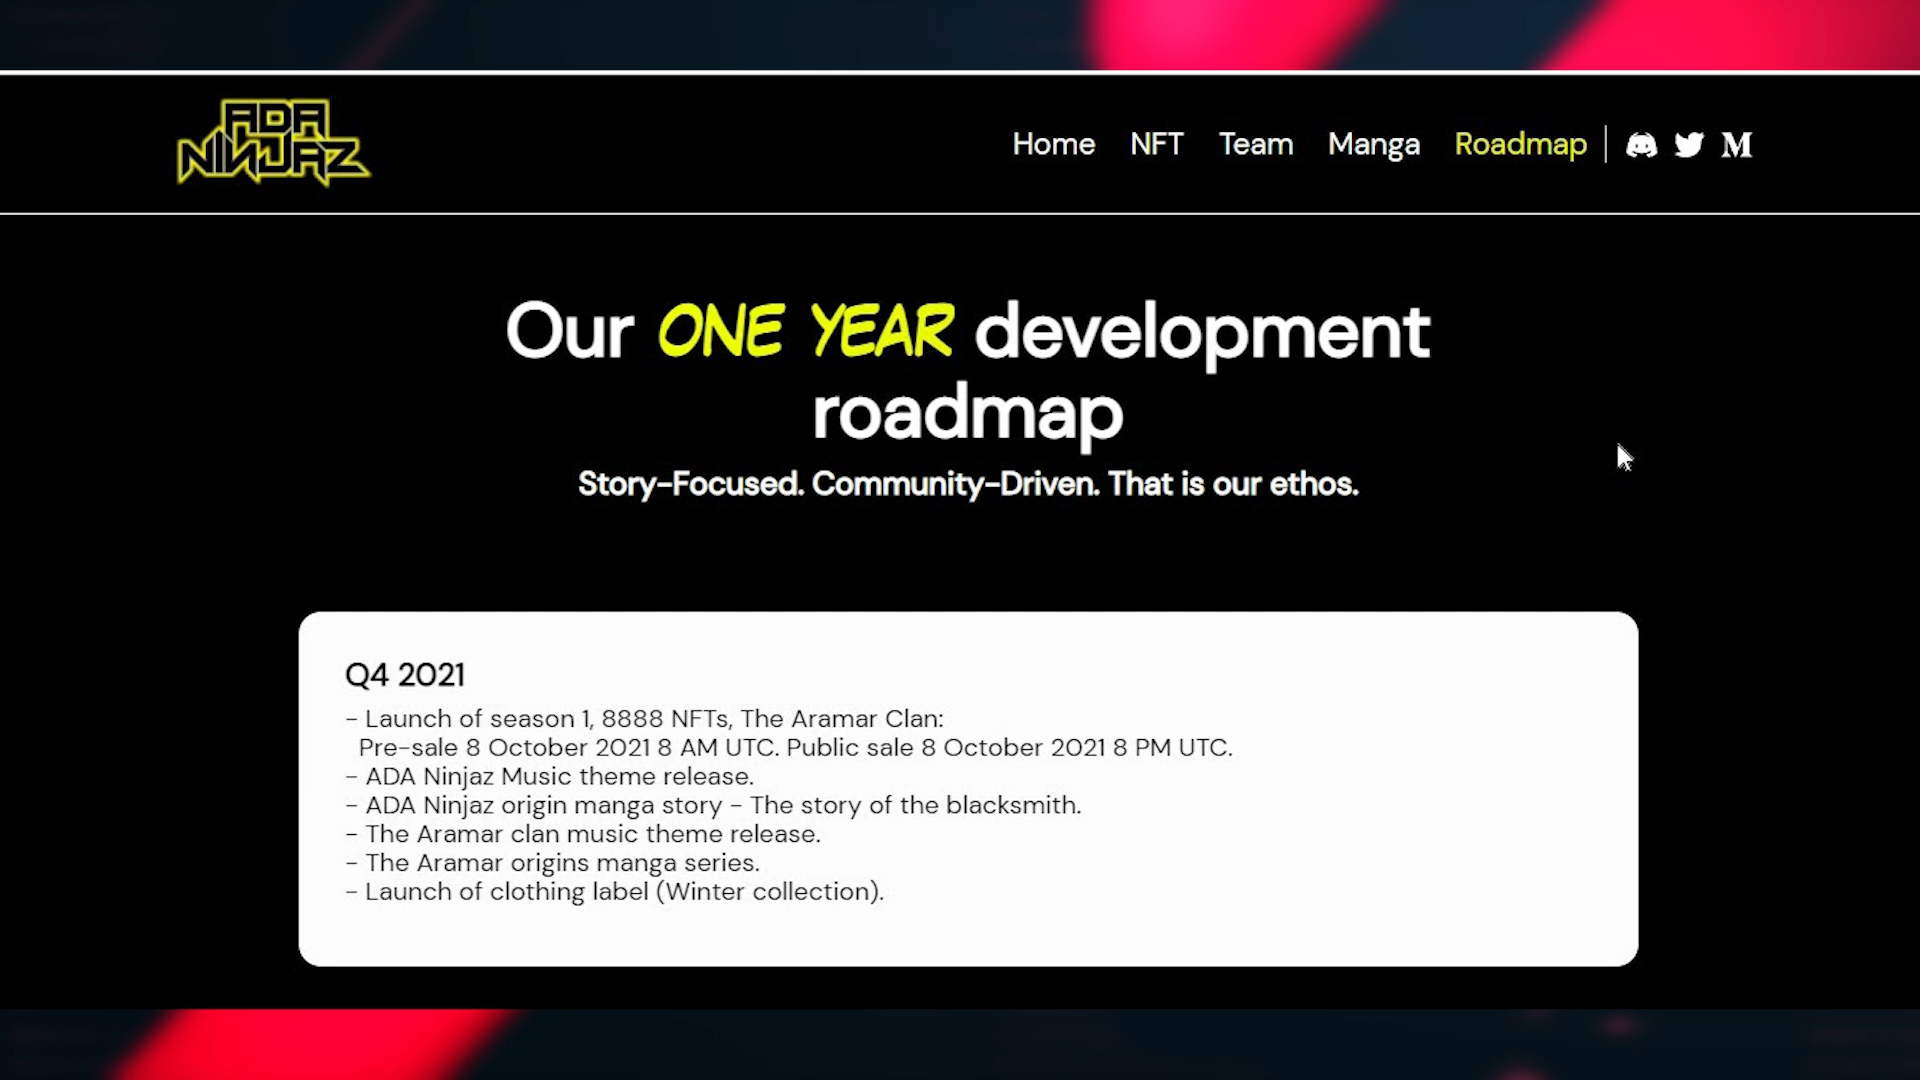 ADA
NINJAZ
Home NFT Team Manga Roadmap
Our ONE YEAR development
roadmap
Story-Focused. Community-Driven. That is our ethos.
Q4 2021
- Launch of season 1, 8888 NFTs, The Aramar Clan:
Pre-sale 8 October 2021 8 AM UTC. Public sale 8 October 2021 8 PM UTC.
- ADA Ninjaz Music theme release.
- ADA Ninjaz origin manga story - The story of the blacksmith.
- The Aramar clan music theme release.
- The Aramar origins manga series.
- Launch of clothing label (Winter collection).